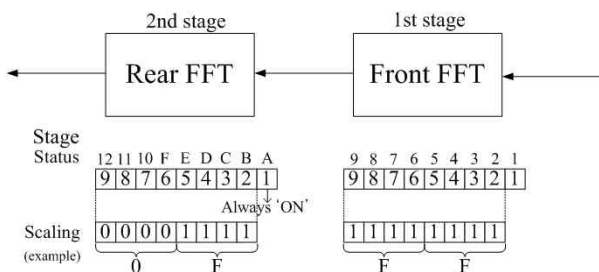 2nd stage 1st stage
Rear FFT Front FFT
Stage
Status
12 11 10 F E D C B A
9 8 7 6 5 4 3 2 1
9 8 7 6 5 4 3 2 1
9 8 7 6 5 4 3 2 1
Always 'ON'
Scaling
(example)
0 0 0 0 1 1 1 1
1 1 1 1 1 1 1 1
0 F
F F